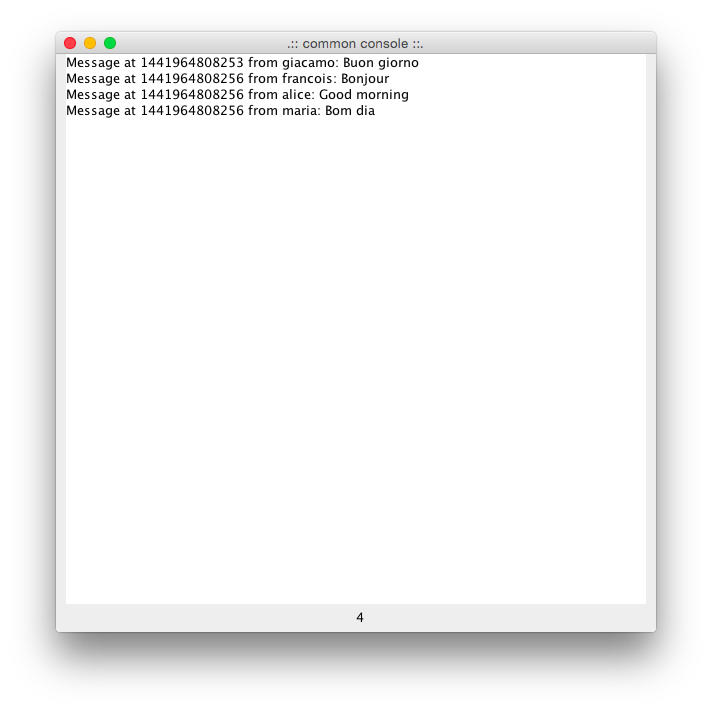 .:: common console ::.
Message at 1441964808253 from giacamo: Buon giorno
Message at 1441964808256 from francois: Bonjour
Message at 1441964808256 from alice: Good morning
Message at 1441964808256 from maria: Bom dia
4